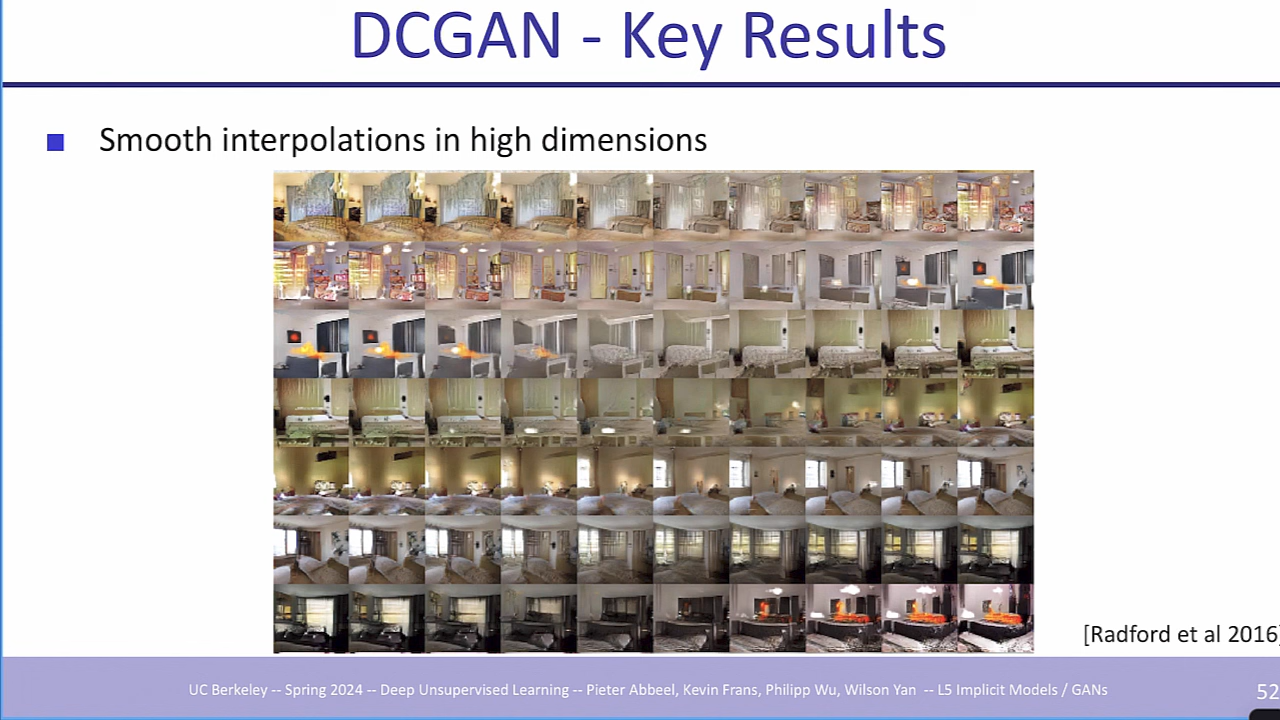 DCGAN - Key Results
Smooth interpolations in high dimensions
[Radford et al 2016]
UC Berkeley -- Spring 2024 -- Deep Unsupervised Learning -- Pieter Abbeel, Kevin Frans, Philipp Wu, Wilson Yan -- L5 Implicit Models / GANs
52